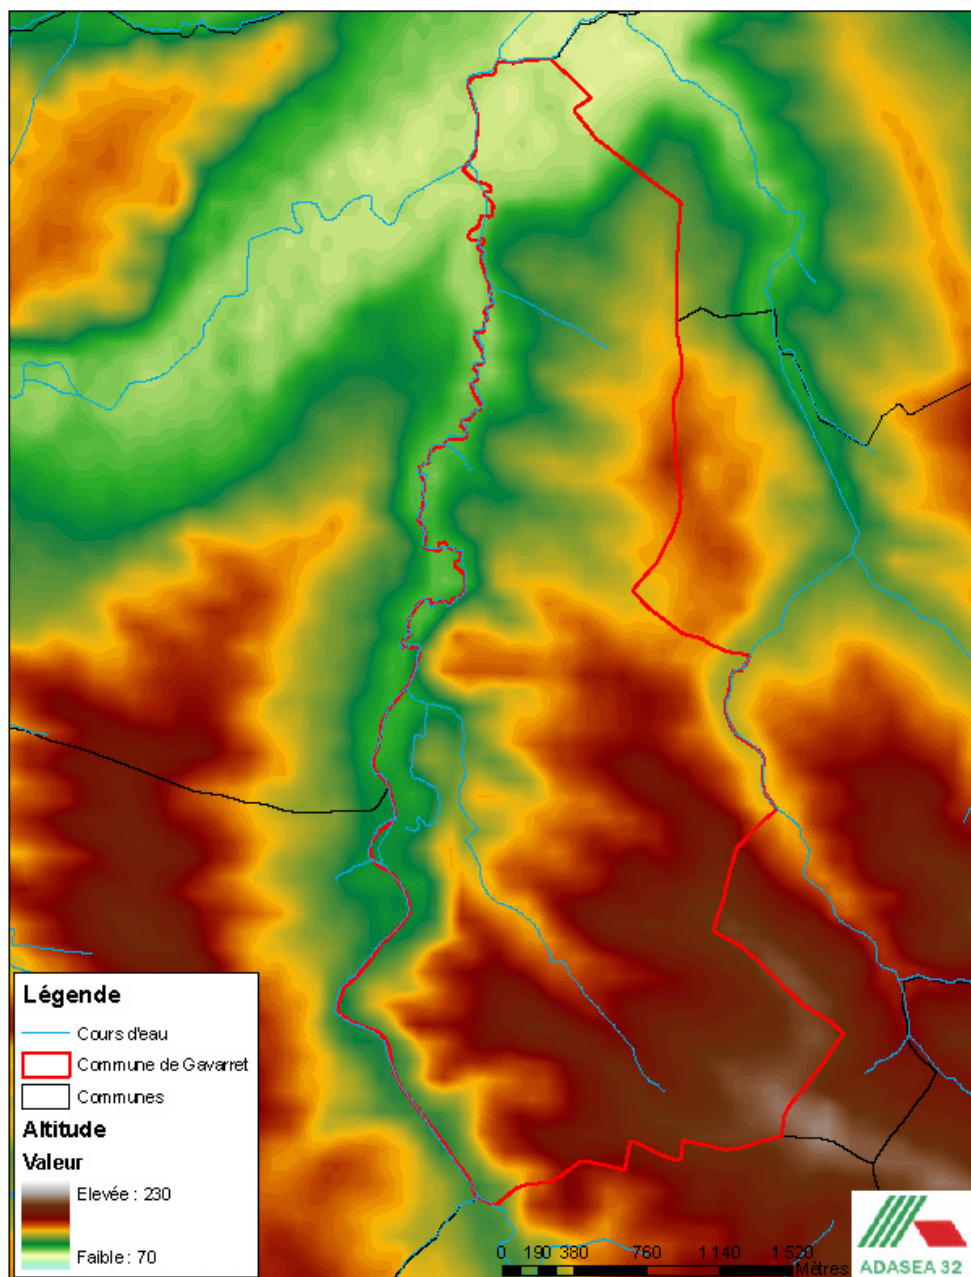 Légende
Cours d'eau
Commune de Gavarret
Communes
Altitude
Valeur
Elevée : 230
Faible : 70
0 190 380 760 1 140 1 520
Mètres
ADASEA 32